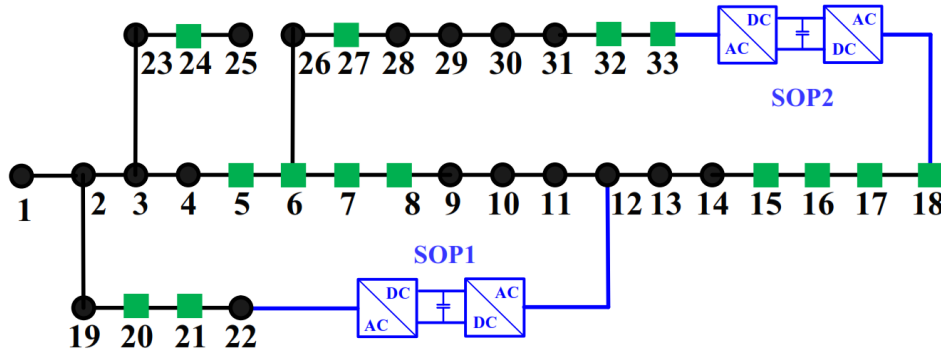 DC AC
AC DC
23 24 25 26 27 28 29 30 31 32 33
SOP2
1 2 3 4 5 6 7 8 9 10 11 12 13 14 15 16 17 18
SOP1
DC AC
AC DC
19 20 21 22